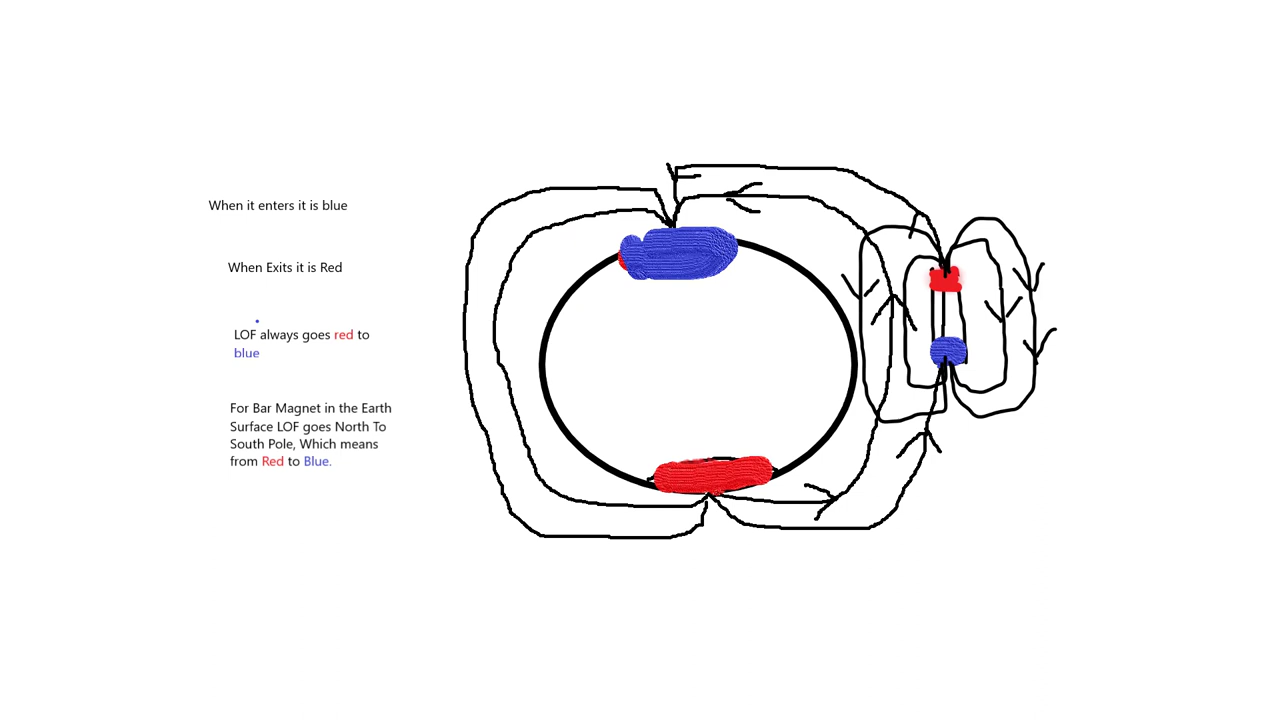 When it enters it is blue
When Exits it is Red
LOF always goes red to
blue
For Bar Magnet in the Earth
Surface LOF goes North To
South Pole, Which means
from Red to Blue.